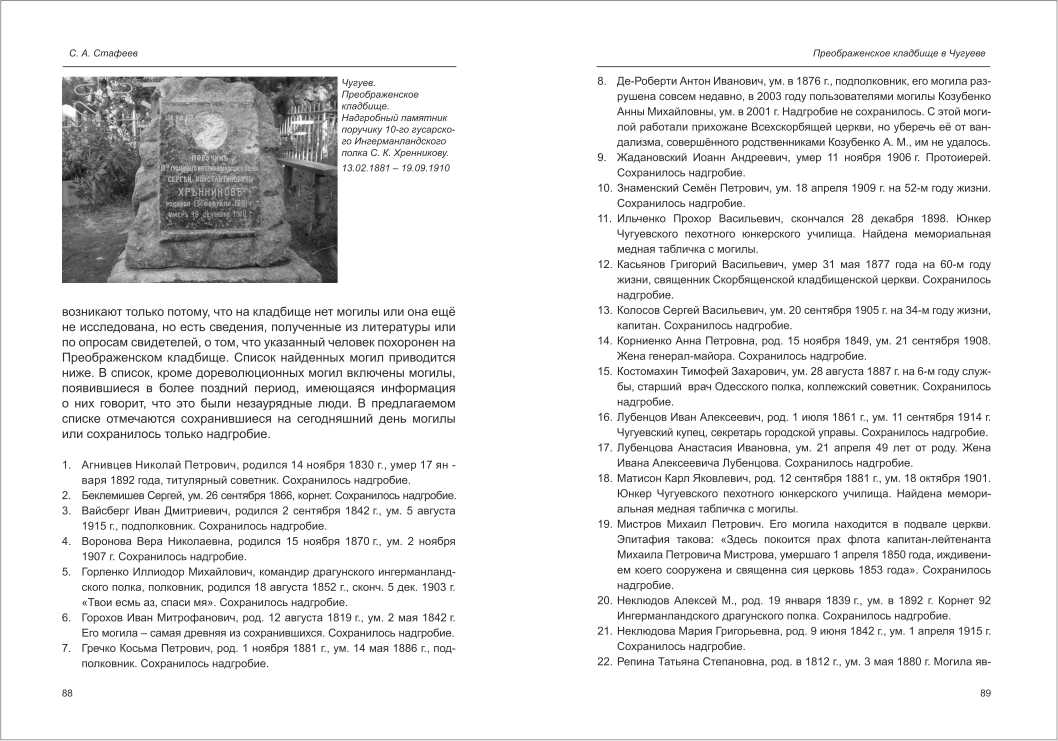 С. А. Стафеев
ПОРУЧИКЪ
СЕРГѢЙ КОНСТАНТИНОВИЧЪ
ХРѢННИКОВЪ
Чугуев.
Преображенское
кладбище.
Надгробный памятник
поручику 10-го гусарско-
го Ингерманландского
полка С. К. Хренникову.
13.02.1881 – 19.09.1910
возникают только потому, что на кладбище нет могилы или она ещё
не исследована, но есть сведения, полученные из литературы или
по опросам свидетелей, о том, что указанный человек похоронен на
Преображенском кладбище. Список найденных могил приводится
ниже. В список, кроме дореволюционных могил включены могилы,
появившиеся в более поздний период, имеющаяся информация
о них говорит, что это были незаурядные люди. В предлагаемом
списке отмечаются сохранившиеся на сегодняшний день могилы
или сохранилось только надгробие.
1. Агнивцев Николай Петрович, родился 14 ноября 1830 г., умер 17 ян -
варя 1892 года, титулярный советник. Сохранилось надгробие.
2. Беклемишев Сергей, ум. 26 сентября 1866, корнет. Сохранилось надгробие.
3. Вайсберг Иван Дмитриевич, родился 2 сентября 1842 г., ум. 5 августа
1915 г., подполковник. Сохранилось надгробие.
4. Воронова Вера Николаевна, родился 15 ноября 1870 г., ум. 2 ноября
1907 г. Сохранилось надгробие.
5. Горленко Иллиодор Михайлович, командир драгунского ингерманланд-
ского полка, полковник, родился 18 августа 1852 г., сконч. 5 дек. 1903 г.
«Твои есмь аз, спаси мя». Сохранилось надгробие.
6. Горохов Иван Митрофанович, род. 12 августа 1819 г., ум. 2 мая 1842 г.
Его могила – самая древняя из сохранившихся. Сохранилось надгробие.
7. Гречко Косьма Петрович, род. 1 ноября 1881 г., ум. 14 мая 1886 г., под-
полковник. Сохранилось надгробие.
88
Преображенское кладбище в Чугуеве
8. Де-Роберти Антон Иванович, ум. в 1876 г., подполковник, его могила раз-
рушена совсем недавно, в 2003 году пользователями могилы Козубенко
Анны Михайловны, ум. в 2001 г. Надгробие не сохранилось. С этой моги-
лой работали прихожане Всехскорбящей церкви, но уберечь её от ван-
дализма, совершённого родственниками Козубенко А. М., им не удалось.
9. Жадановский Иоанн Андреевич, умер 11 ноября 1906 г. Протоиерей.
Сохранилось надгробие.
10. Знаменский Семён Петрович, ум. 18 апреля 1909 г. на 52-м году жизни.
Сохранилось надгробие.
11. Ильченко Прохор Васильевич, скончался 28 декабря 1898. Юнкер
Чугуевского пехотного юнкерского училища. Найдена мемориальная
медная табличка с могилы.
12. Касьянов Григорий Васильевич, умер 31 мая 1877 года на 60-м году
жизни, священник Скорбященской кладбищенской церкви. Сохранилось
надгробие.
13. Колосов Сергей Васильевич, ум. 20 сентября 1905 г. на 34-м году жизни,
капитан. Сохранилось надгробие.
14. Корниенко Анна Петровна, род. 15 ноября 1849, ум. 21 сентября 1908.
Жена генерал-майора. Сохранилось надгробие.
15. Костомахин Тимофей Захарович, ум. 28 августа 1887 г. на 6-м году служ-
бы, старший врач Одесского полка, коллежский советник. Сохранилось
надгробие.
16. Лубенцов Иван Алексеевич, род. 1 июля 1861 г., ум. 11 сентября 1914 г.
Чугуевский купец, секретарь городской управы. Сохранилось надгробие.
17. Лубенцова Анастасия Ивановна, ум. 21 апреля 49 лет от роду. Жена
Ивана Алексеевича Лубенцова. Сохранилось надгробие.
18. Матисон Карл Яковлевич, род. 12 сентября 1881 г., ум. 18 октября 1901.
Юнкер Чугуевского пехотного юнкерского училища. Найдена мемори-
альная медная табличка с могилы.
19. Мистров Михаил Петрович. Его могила находится в подвале церкви.
Эпитафия такова: «Здесь покоится прах флота капитан-лейтенанта
Михаила Петровича Мистрова, умершаго 1 апреля 1850 года, иждивени-
ем коего сооружена и священна сия церковь 1853 года». Сохранилось
надгробие.
20. Неклюдов Алексей М., род. 19 января 1839 г., ум. в 1892 г. Корнет 92
Ингерманландского драгунского полка. Сохранилось надгробие.
21. Неклюдова Мария Григорьевна, род. 9 июня 1842 г., ум. 1 апреля 1915 г.
Сохранилось надгробие.
22. Репина Татьяна Степановна, род. в 1812 г., ум. 3 мая 1880 г. Могила яв-
89